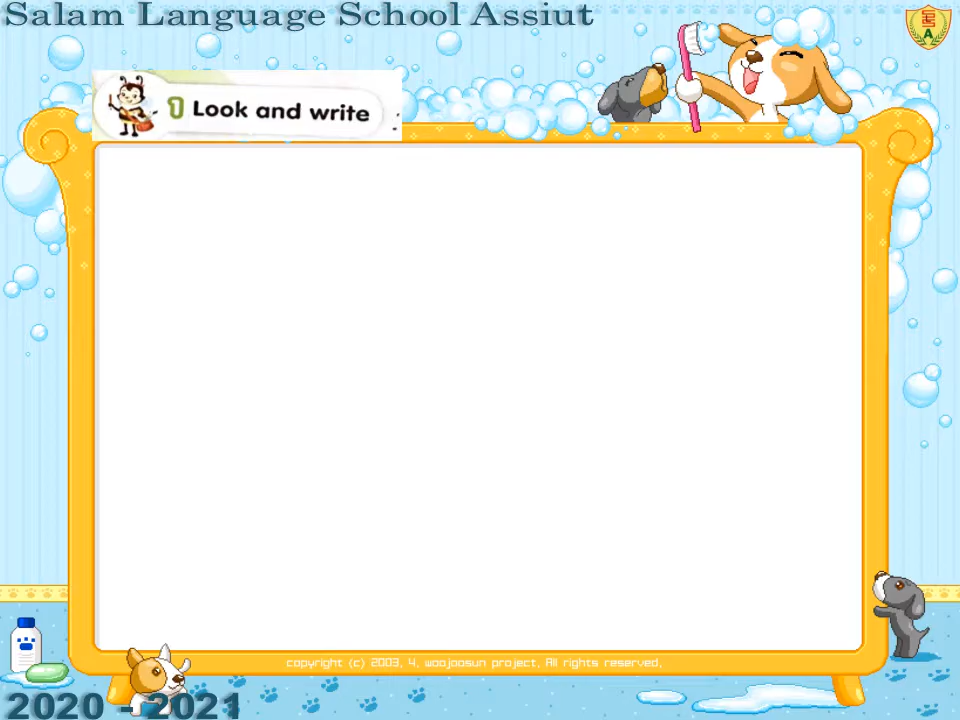 Salam Language School Assiut
1 Look and write
copyright (c) 2003. 4. woojoosun project. All rights reserved.
2020 - 2021